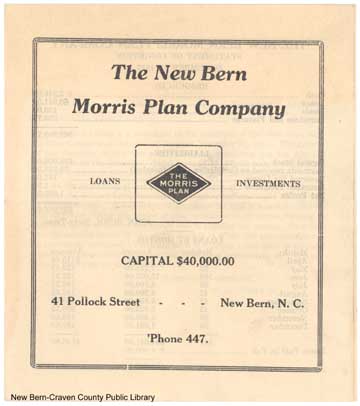 The New Bern
Morris Plan Company
LOANS
THE
MORRIS
PLAN
INVESTMENTS
CAPITAL $40,000.00
41 Pollock Street - - - New Bern, N. C.
'Phone 447.
New Bern-Craven County Public Library